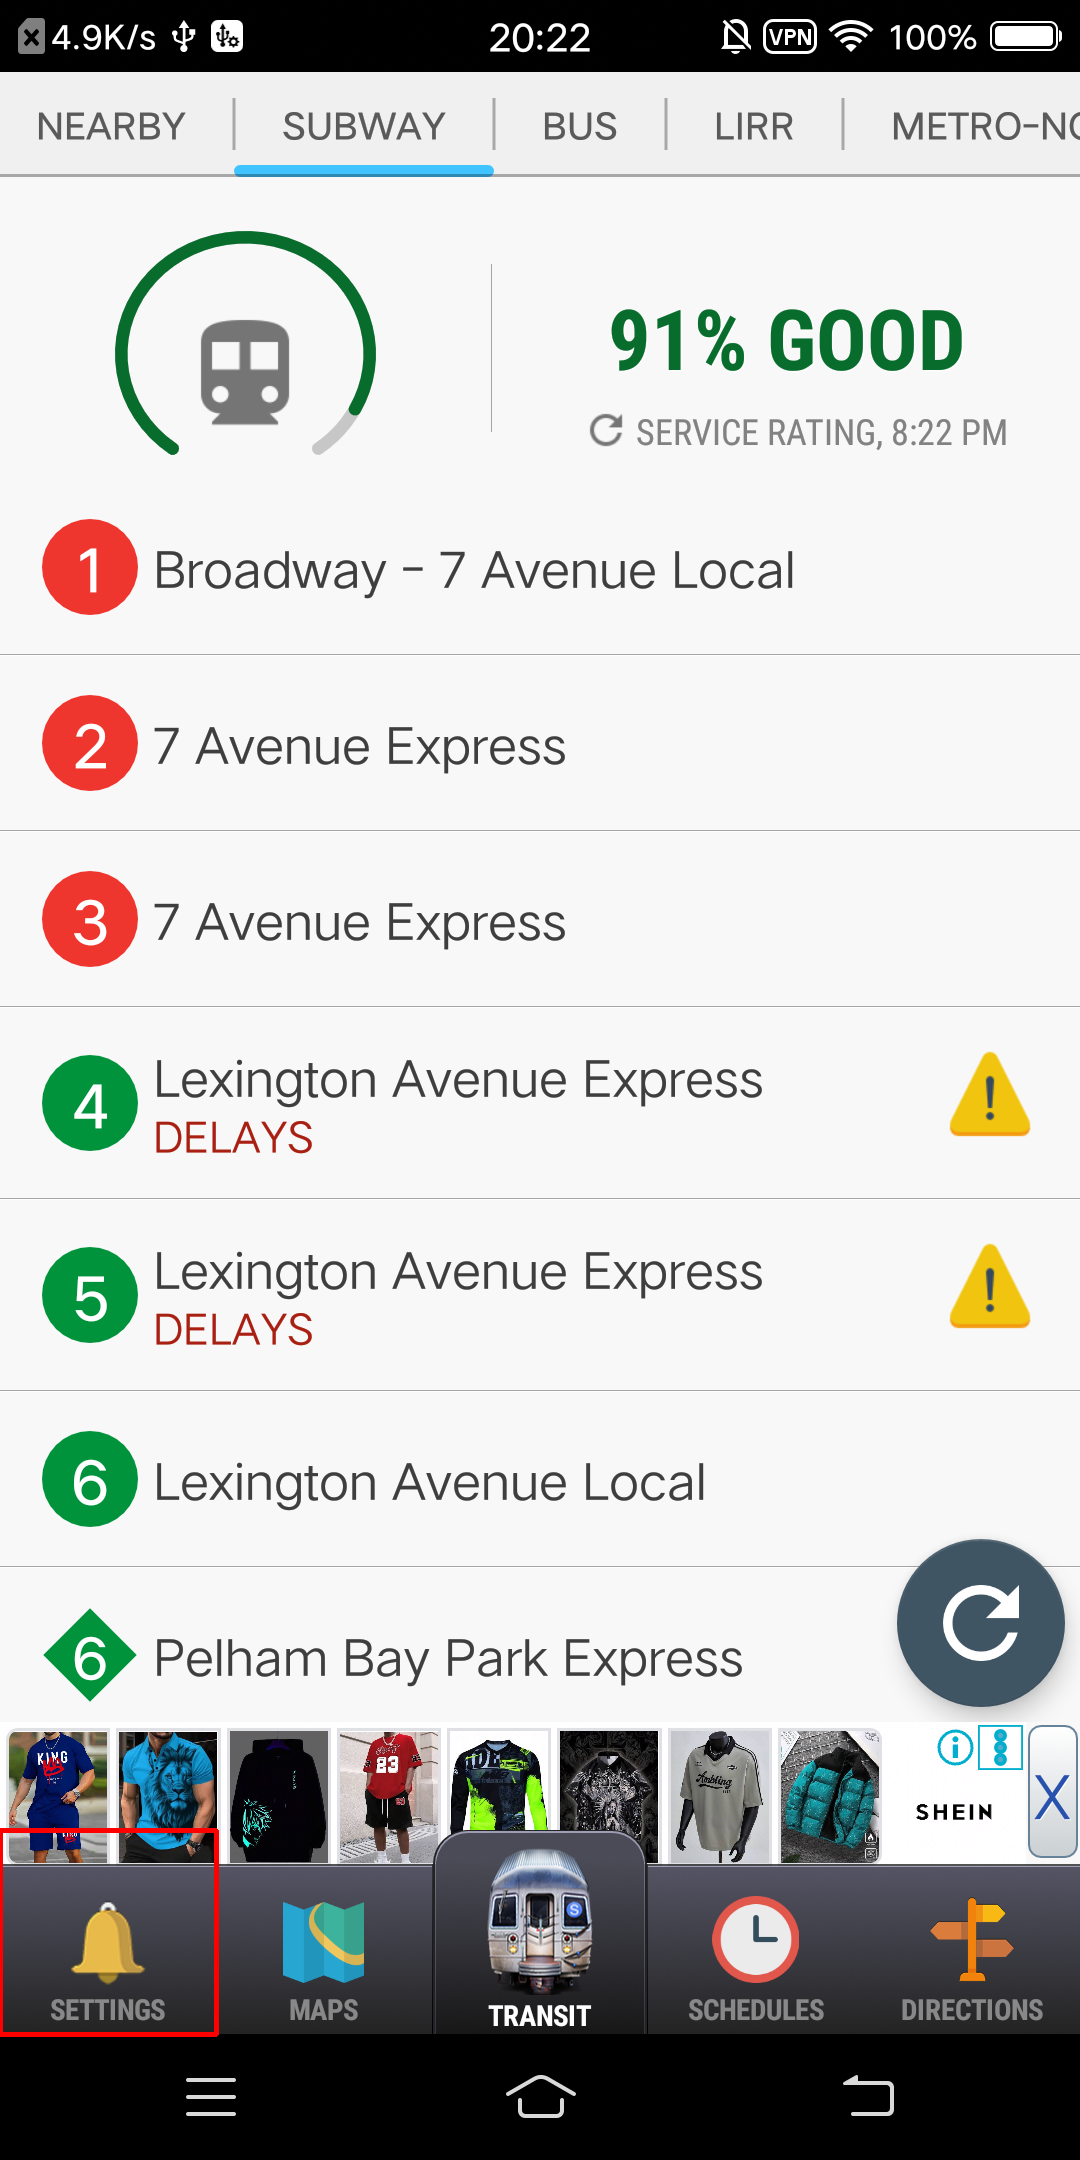 4.9K/s 20:22 VPN 100%
NEARBY SUBWAY BUS LIRR METRO-NO
91% GOOD
SERVICE RATING, 8:22 PM
1 Broadway - 7 Avenue Local
2 7 Avenue Express
3 7 Avenue Express
4 Lexington Avenue Express
DELAYS
5 Lexington Avenue Express
DELAYS
6 Lexington Avenue Local
6 Pelham Bay Park Express
KING
23
Ambling
SHEIN
X
S
SETTINGS MAPS TRANSIT SCHEDULES DIRECTIONS